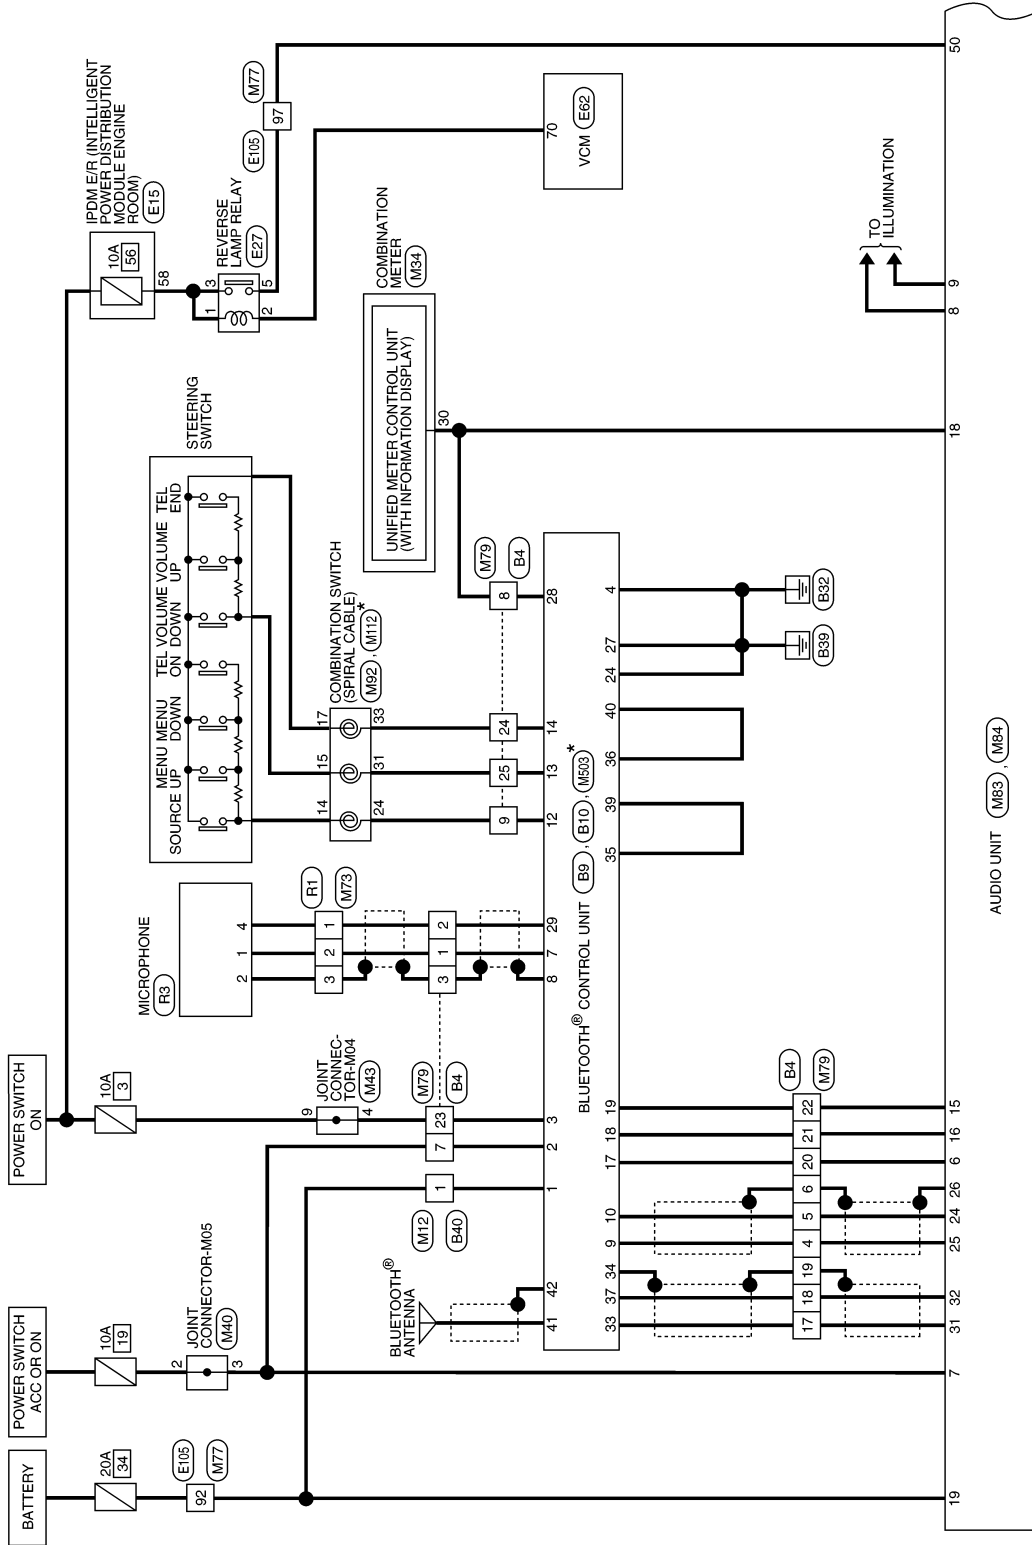 BATTERY
20A
34
E105
M77
92
19
POWER SWITCH
ACC OR ON
10A
19
2
JOINT
CONNECTOR-M05
M40
3
7
POWER SWITCH
ON
10A
3
9
JOINT
CONNEC-
TOR-M04
M43
4
M79
B4
23
7
1
M12
B40
3
2
1
BLUETOOTH®
ANTENNA
41
42
MICROPHONE
R3
2
1
4
R1
M73
3
2
1
3
1
2
8
7
29
STEERING
SWITCH
SOURCE
MENU
UP
MENU
DOWN
TEL
ON
VOLUME
DOWN
VOLUME
UP
TEL
END
14
15
17
COMBINATION SWITCH
(SPIRAL CABLE)
M92 , M112 *
24
31
33
9
25
24
8
M79
B4
12
13
14
28
IPDM E/R (INTELLIGENT
POWER DISTRIBUTION
MODULE ENGINE
ROOM)
E15
10A
56
58
REVERSE
LAMP RELAY
E27
1
3
2
5
E105
M77
97
50
70
VCM
E62
COMBINATION
METER
M34
UNIFIED METER CONTROL UNIT
(WITH INFORMATION DISPLAY)
30
18
TO
ILLUMINATION
8
9
BLUETOOTH® CONTROL UNIT
B9 , B10 , M503 *
33
37
34
9
10
17
18
19
35
39
36
40
24
27
4
B39
B32
17
18
19
4
5
6
20
21
22
B4
M79
31
32
25
24
26
6
16
15
AUDIO UNIT
M83 , M84